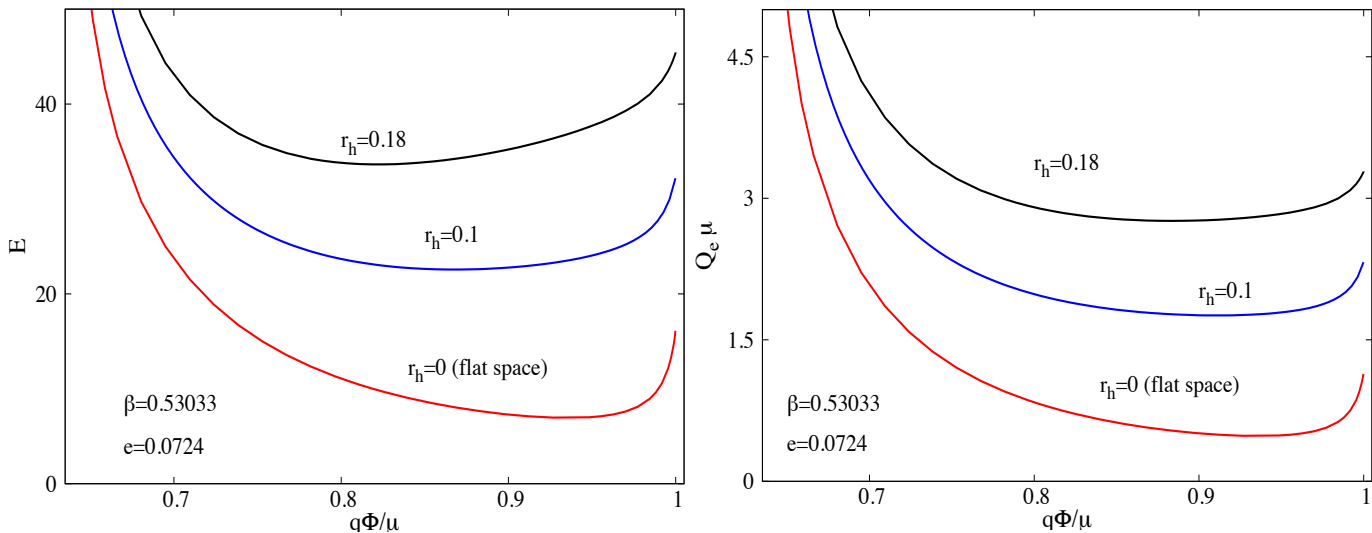 E
40
20
0
r_h=0.18
r_h=0.1
r_h=0 (flat space)
β=0.53033
e=0.0724
0.7
0.8
0.9
1
qΦ/μ
Q_e μ
4.5
3
1.5
0
r_h=0.18
r_h=0.1
r_h=0 (flat space)
β=0.53033
e=0.0724
0.7
0.8
0.9
1
qΦ/μ